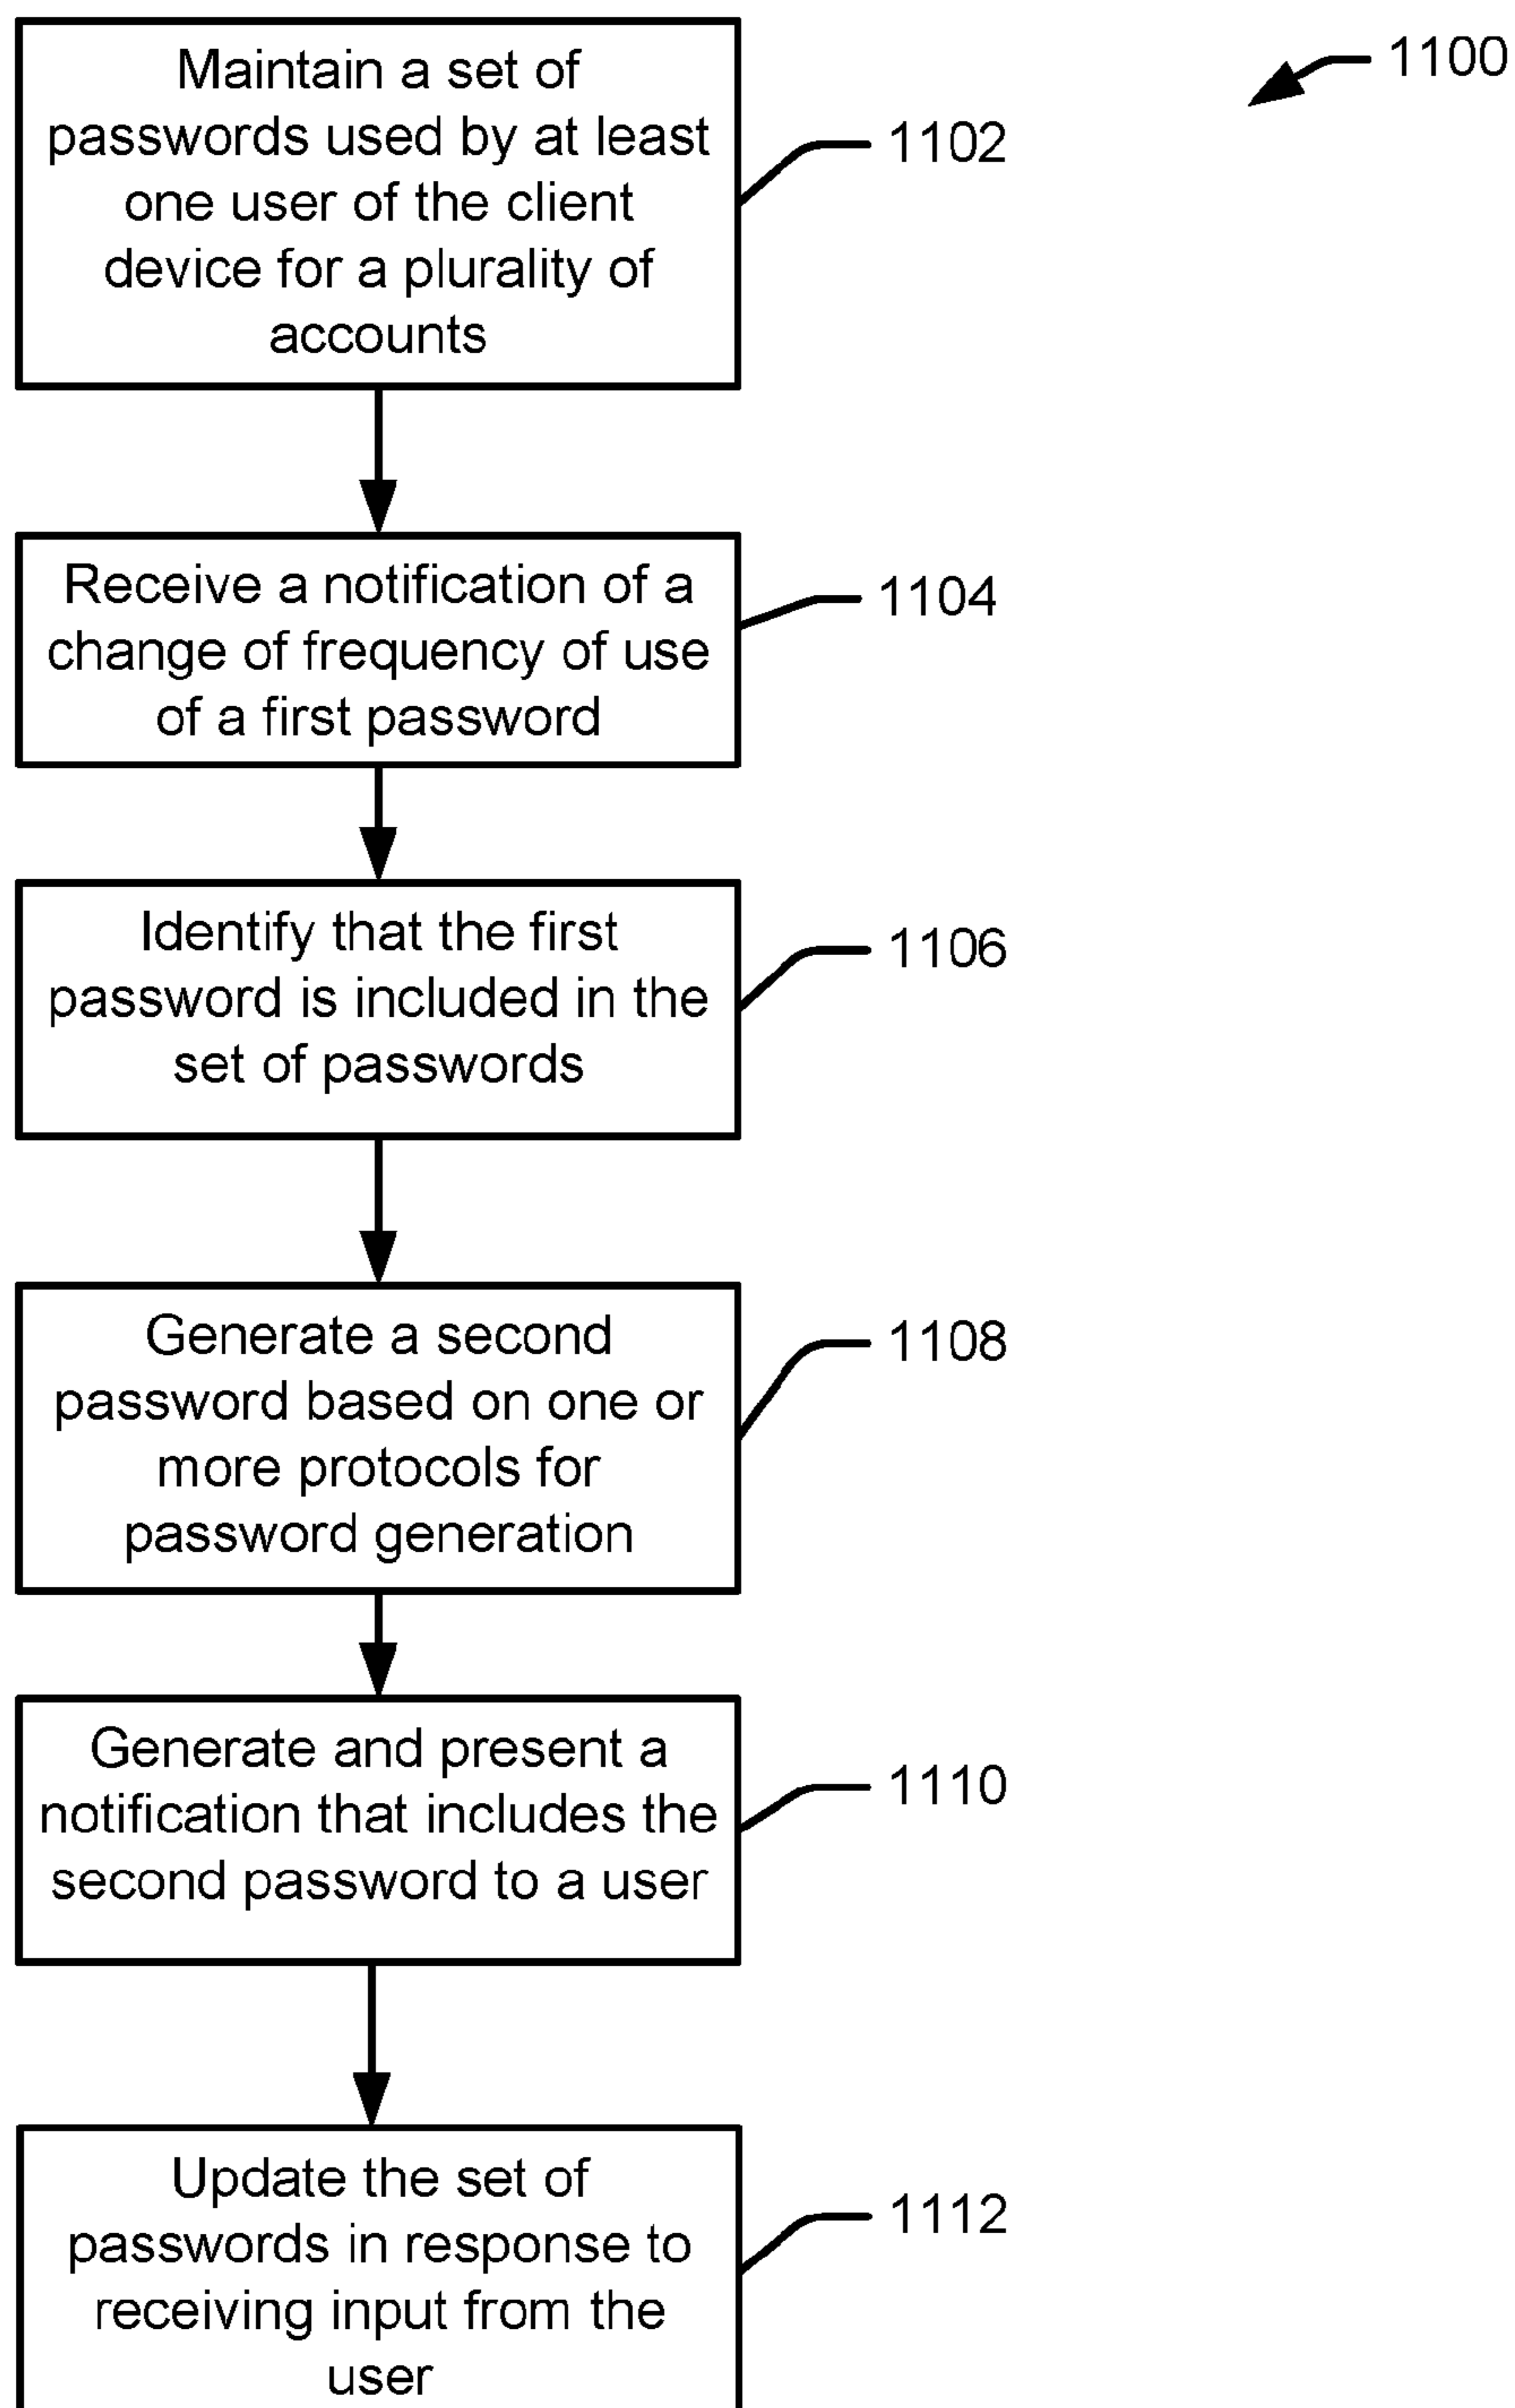 Maintain a set of
passwords used by at least
one user of the client
device for a plurality of
accounts
1100
1102
Receive a notification of a
change of frequency of use
of a first password
1104
Identify that the first
password is included in the
set of passwords
1106
Generate a second
password based on one or
more protocols for
password generation
1108
Generate and present a
notification that includes the
second password to a user
1110
Update the set of
passwords in response to
receiving input from the
user
1112